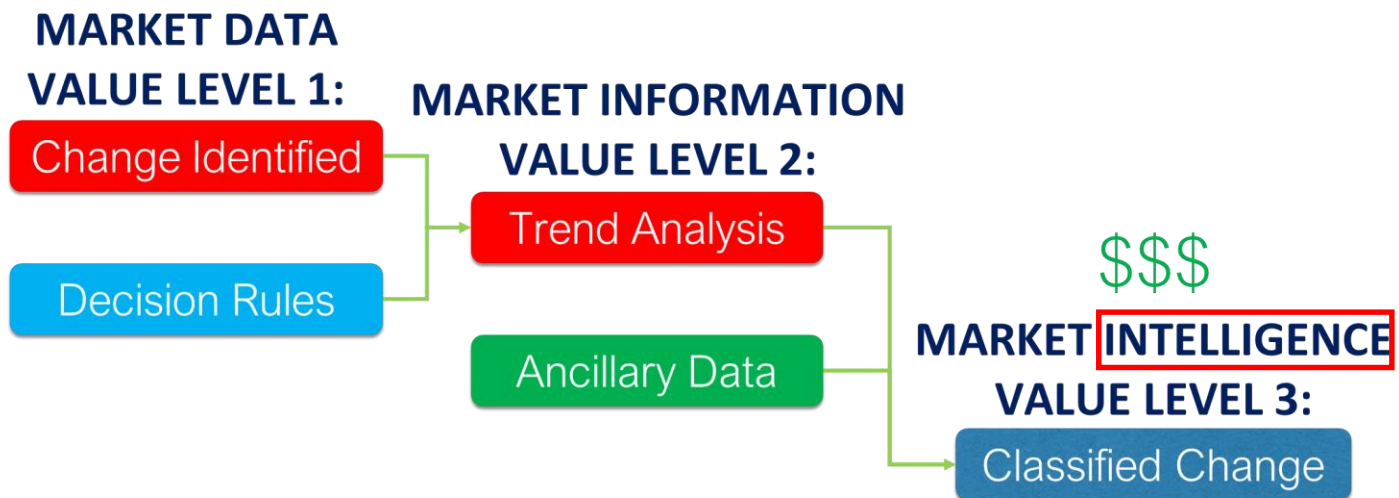 MARKET DATA
VALUE LEVEL 1:
Change Identified
Decision Rules
MARKET INFORMATION
VALUE LEVEL 2:
Trend Analysis
Ancillary Data
$$$
MARKET INTELLIGENCE
VALUE LEVEL 3:
Classified Change